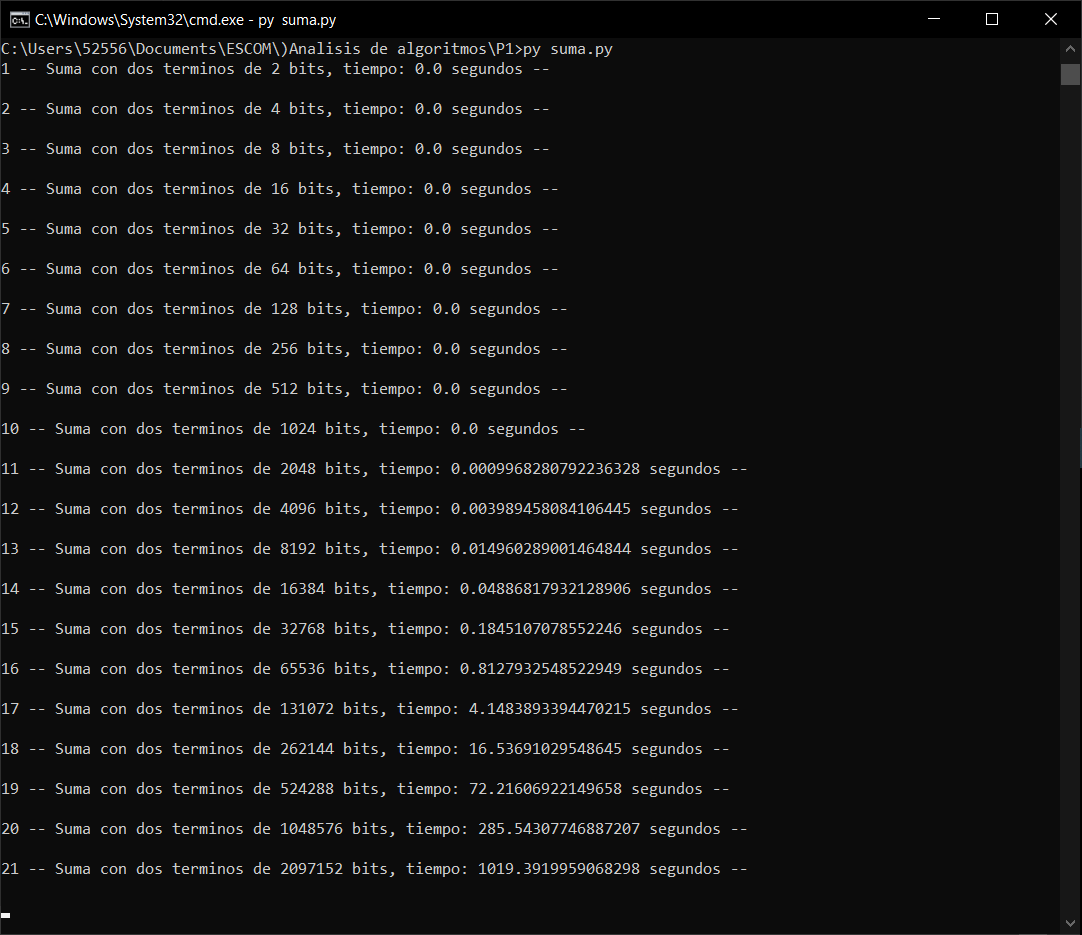 C:\Windows\System32\cmd.exe - py  suma.py
C:\Users\52556\Documents\ESCOM\)Analisis de algoritmos\P1>py suma.py
1 -- Suma con dos terminos de 2 bits, tiempo: 0.0 segundos --
2 -- Suma con dos terminos de 4 bits, tiempo: 0.0 segundos --
3 -- Suma con dos terminos de 8 bits, tiempo: 0.0 segundos --
4 -- Suma con dos terminos de 16 bits, tiempo: 0.0 segundos --
5 -- Suma con dos terminos de 32 bits, tiempo: 0.0 segundos --
6 -- Suma con dos terminos de 64 bits, tiempo: 0.0 segundos --
7 -- Suma con dos terminos de 128 bits, tiempo: 0.0 segundos --
8 -- Suma con dos terminos de 256 bits, tiempo: 0.0 segundos --
9 -- Suma con dos terminos de 512 bits, tiempo: 0.0 segundos --
10 -- Suma con dos terminos de 1024 bits, tiempo: 0.0 segundos --
11 -- Suma con dos terminos de 2048 bits, tiempo: 0.0009968280792236328 segundos --
12 -- Suma con dos terminos de 4096 bits, tiempo: 0.003989458084106445 segundos --
13 -- Suma con dos terminos de 8192 bits, tiempo: 0.014960289001464844 segundos --
14 -- Suma con dos terminos de 16384 bits, tiempo: 0.04886817932128906 segundos --
15 -- Suma con dos terminos de 32768 bits, tiempo: 0.1845107078552246 segundos --
16 -- Suma con dos terminos de 65536 bits, tiempo: 0.8127932548522949 segundos --
17 -- Suma con dos terminos de 131072 bits, tiempo: 4.1483893394470215 segundos --
18 -- Suma con dos terminos de 262144 bits, tiempo: 16.53691029548645 segundos --
19 -- Suma con dos terminos de 524288 bits, tiempo: 72.21606922149658 segundos --
20 -- Suma con dos terminos de 1048576 bits, tiempo: 285.54307746887207 segundos --
21 -- Suma con dos terminos de 2097152 bits, tiempo: 1019.3919959068298 segundos --